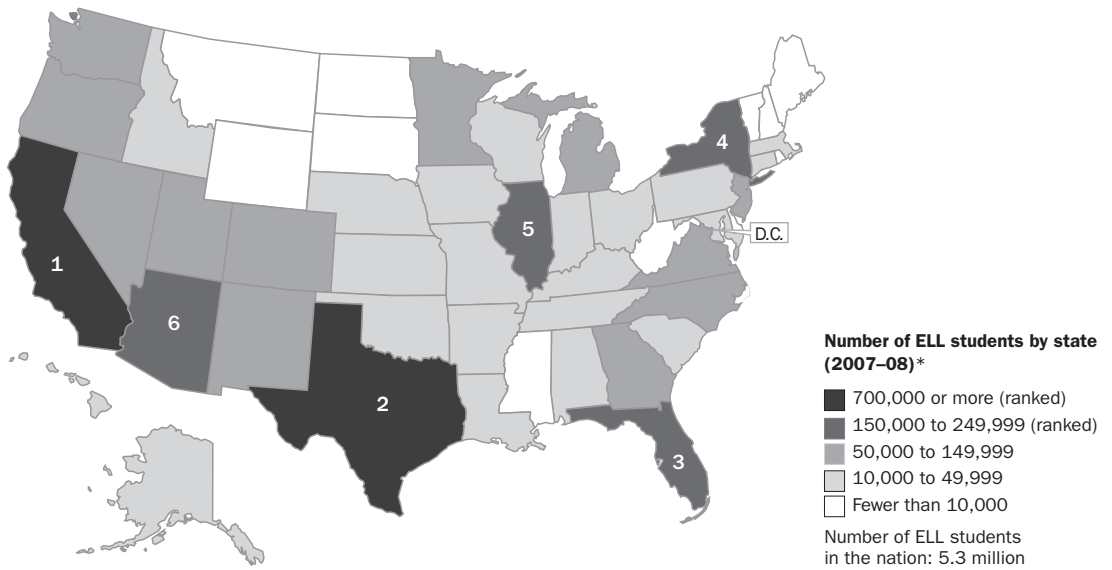 4
D.C.
5
1
6
2
3
Number of ELL students by state
(2007–08)*
700,000 or more (ranked)
150,000 to 249,999 (ranked)
50,000 to 149,999
10,000 to 49,999
Fewer than 10,000
Number of ELL students
in the nation: 5.3 million